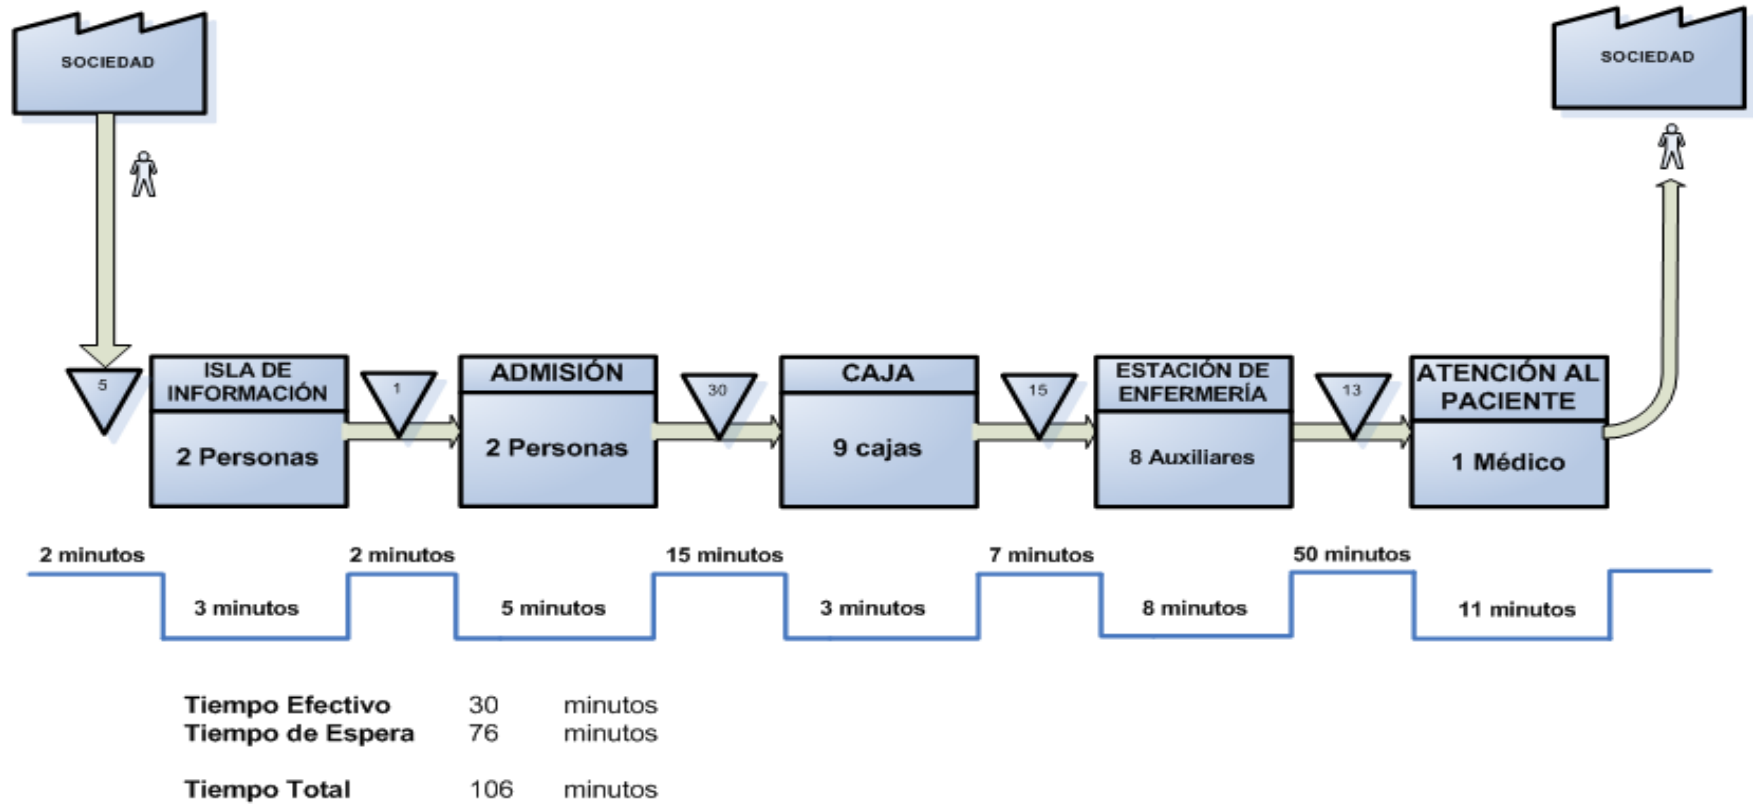 SOCIEDAD
SOCIEDAD
5
ISLA DE
INFORMACIÓN
2 Personas
1
ADMISIÓN
2 Personas
30
CAJA
9 cajas
15
ESTACIÓN DE
ENFERMERÍA
8 Auxiliares
13
ATENCIÓN AL
PACIENTE
1 Médico
2 minutos
3 minutos
2 minutos
5 minutos
15 minutos
3 minutos
7 minutos
8 minutos
50 minutos
11 minutos
Tiempo Efectivo 30 minutos
Tiempo de Espera 76 minutos
Tiempo Total 106 minutos